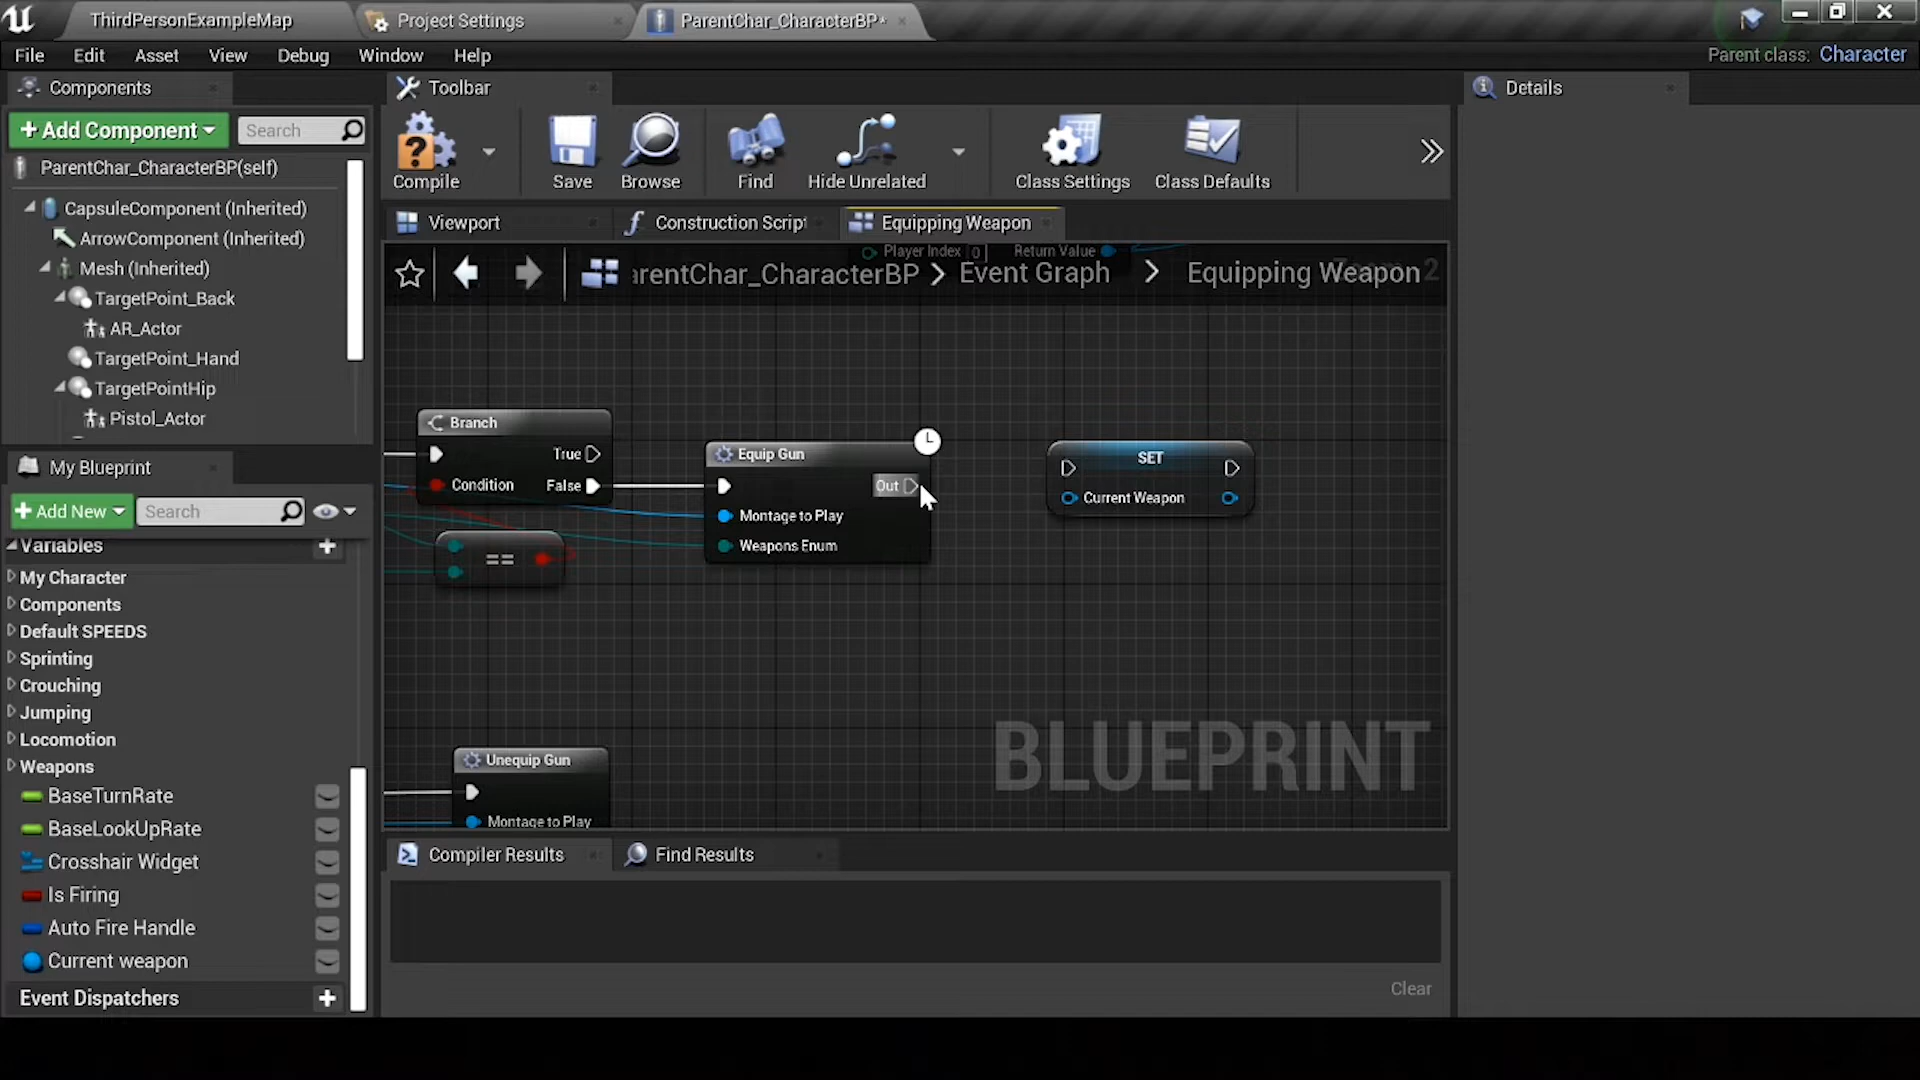 ThirdPersonExampleMap
Project Settings
ParentChar_CharacterBP*
File Edit Asset View Debug Window Help
Parent class: Character
Components
Toolbar
Details
+ Add Component
Search
ParentChar_CharacterBP(self)
CapsuleComponent (Inherited)
ArrowComponent (Inherited)
Mesh (Inherited)
TargetPoint_Back
AR_Actor
TargetPoint_Hand
TargetPointHip
Pistol_Actor
Compile
Save
Browse
Find
Hide Unrelated
Class Settings
Class Defaults
Viewport
Construction Script
Equipping Weapon
Player Index 0 Return Value
arentChar_CharacterBP > Event Graph > Equipping Weapon
Branch
True
Condition False
==
Equip Gun
Out
Montage to Play
Weapons Enum
SET
Current Weapon
Unequip Gun
Montage to Play
BLUEPRINT
My Blueprint
+ Add New
Search
Variables
My Character
Components
Default SPEEDS
Sprinting
Crouching
Jumping
Locomotion
Weapons
BaseTurnRate
BaseLookUpRate
Crosshair Widget
Is Firing
Auto Fire Handle
Current weapon
Event Dispatchers
Compiler Results
Find Results
Clear